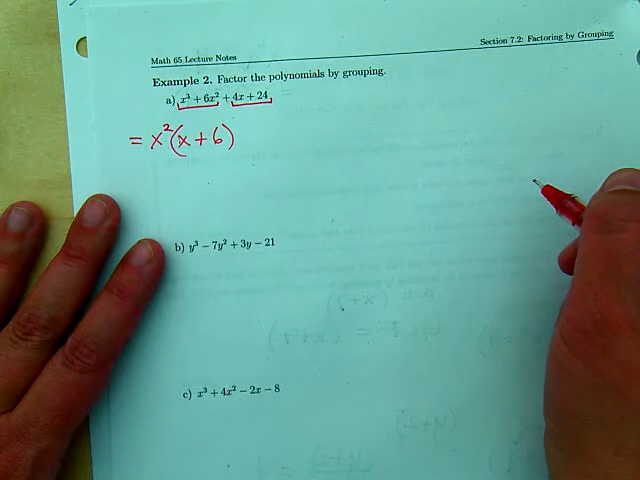 Math 65 Lecture Notes
Section 7.2: Factoring by Grouping
Example 2. Factor the polynomials by grouping.
a) x³ + 6x² + 4x + 24
= x²(x + 6)
b) y³ − 7y² + 3y − 21
c) x³ + 4x² − 2x − 8